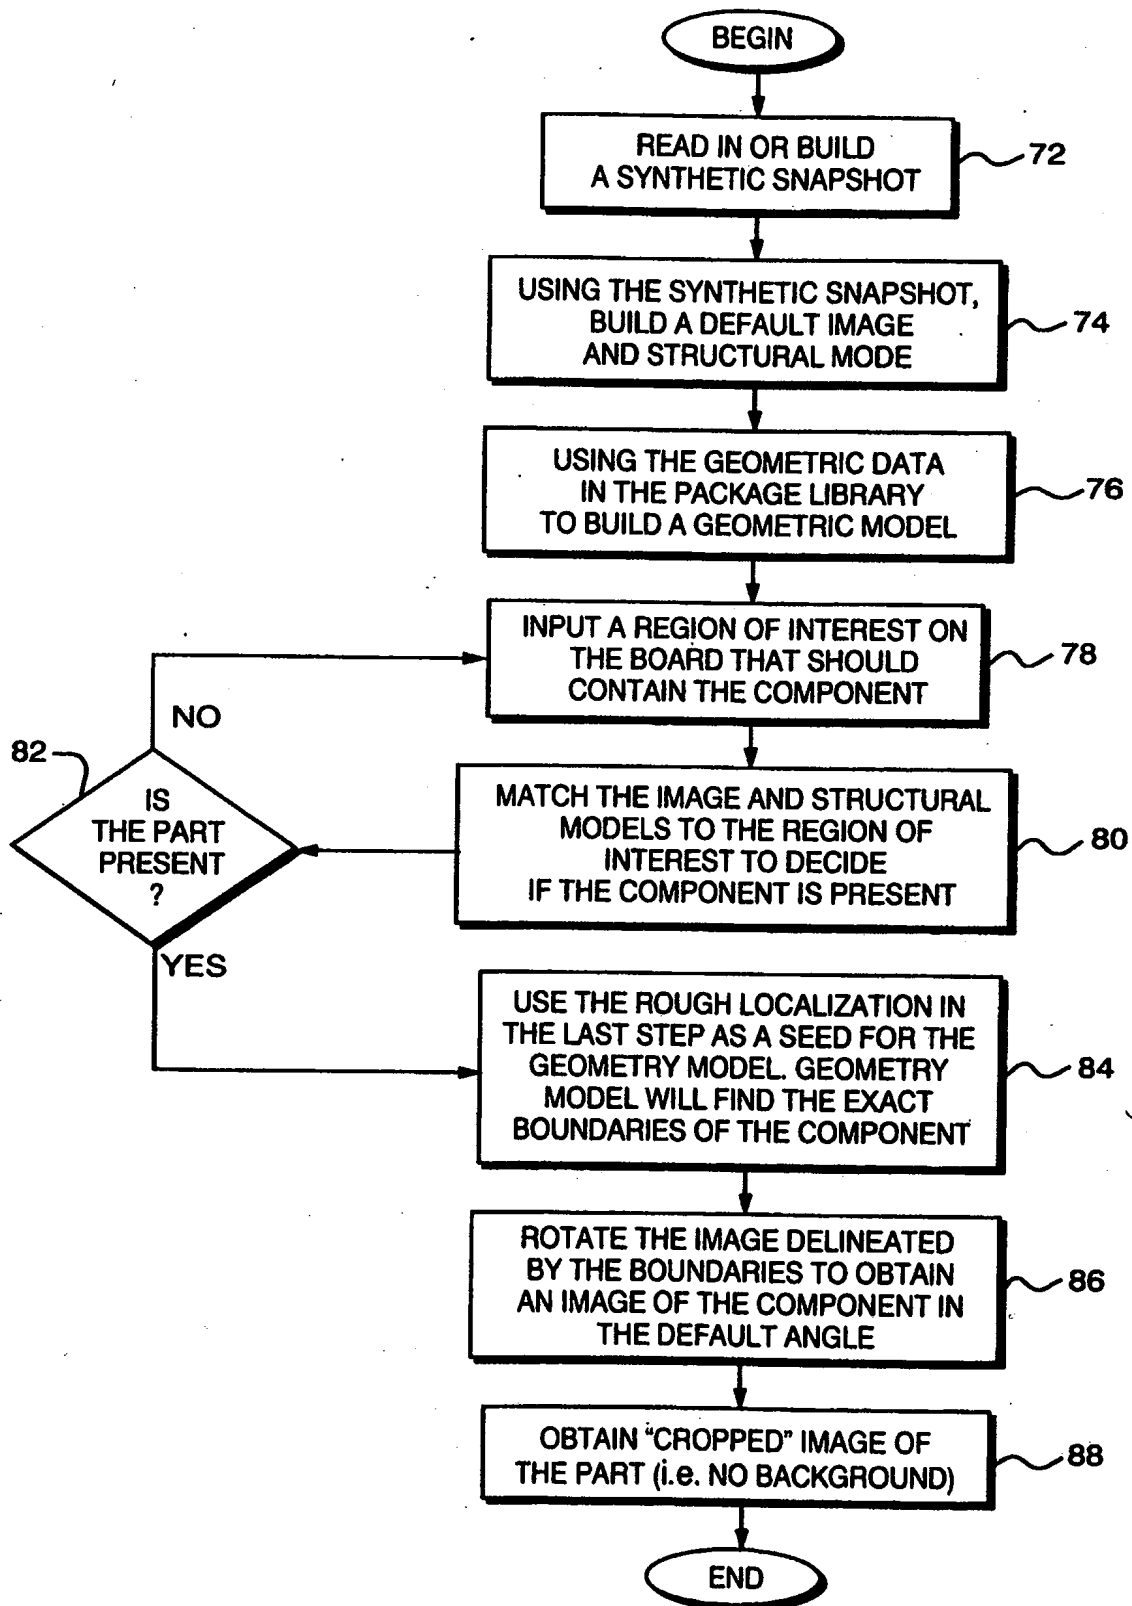 BEGIN
READ IN OR BUILD
A SYNTHETIC SNAPSHOT
72
USING THE SYNTHETIC SNAPSHOT,
BUILD A DEFAULT IMAGE
AND STRUCTURAL MODE
74
USING THE GEOMETRIC DATA
IN THE PACKAGE LIBRARY
TO BUILD A GEOMETRIC MODEL
76
INPUT A REGION OF INTEREST ON
THE BOARD THAT SHOULD
CONTAIN THE COMPONENT
78
MATCH THE IMAGE AND STRUCTURAL
MODELS TO THE REGION OF
INTEREST TO DECIDE
IF THE COMPONENT IS PRESENT
80
NO
82
IS
THE PART
PRESENT
?
YES
USE THE ROUGH LOCALIZATION IN
THE LAST STEP AS A SEED FOR THE
GEOMETRY MODEL. GEOMETRY
MODEL WILL FIND THE EXACT
BOUNDARIES OF THE COMPONENT
84
ROTATE THE IMAGE DELINEATED
BY THE BOUNDARIES TO OBTAIN
AN IMAGE OF THE COMPONENT IN
THE DEFAULT ANGLE
86
OBTAIN “CROPPED” IMAGE OF
THE PART (i.e. NO BACKGROUND)
88
END